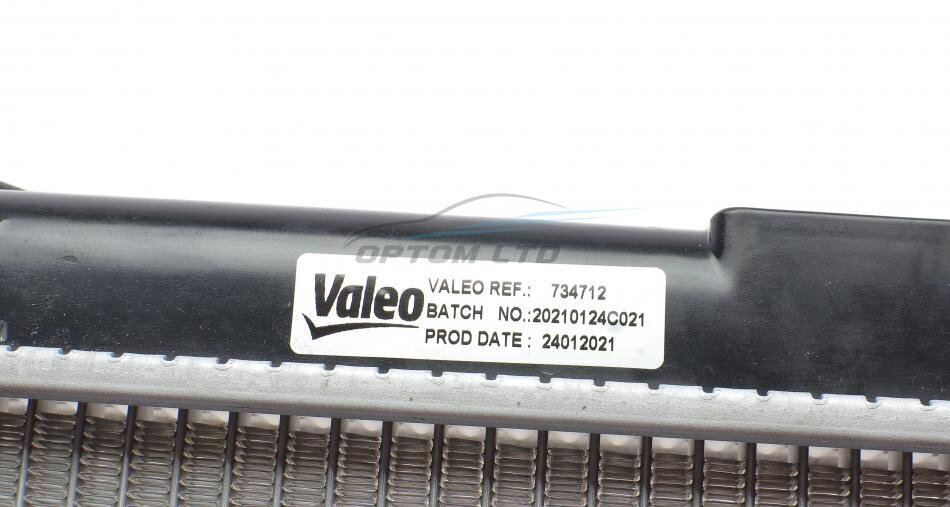 OPTOM LTD
Valeo
VALEO REF.: 734712
BATCH NO.:20210124C021
PROD DATE : 24012021